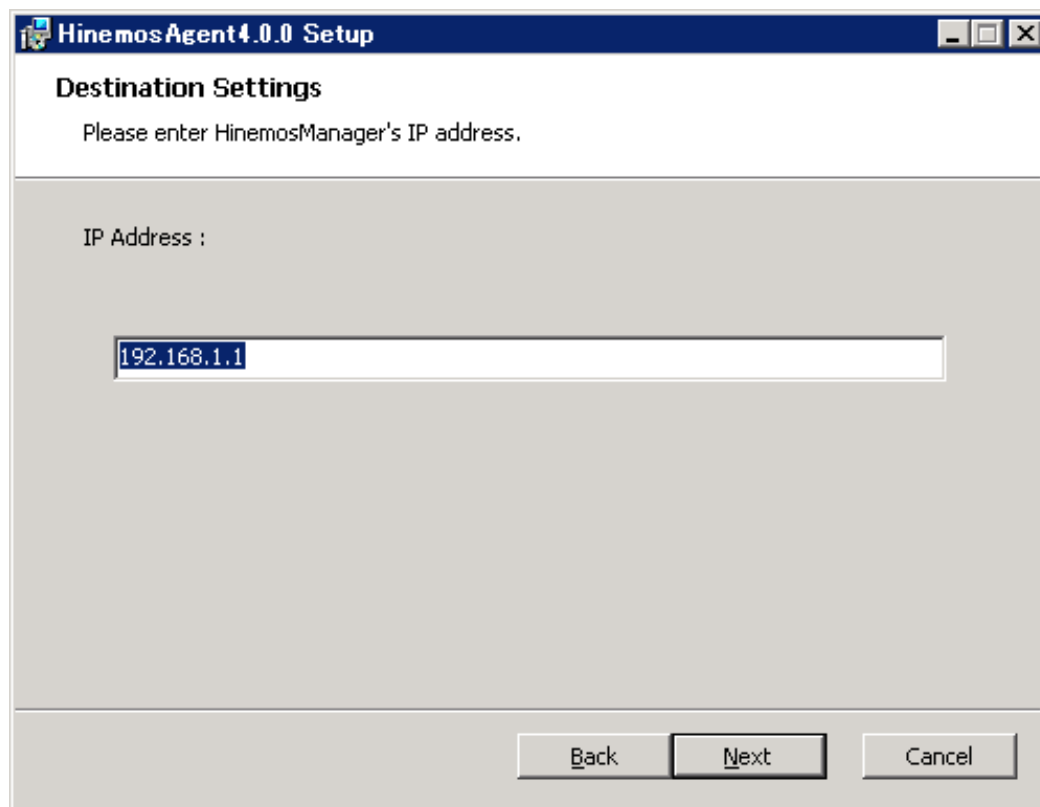 HinemosAgent4.0.0 Setup
Destination Settings
Please enter HinemosManager's IP address.
IP Address :
192.168.1.1
Back Next Cancel